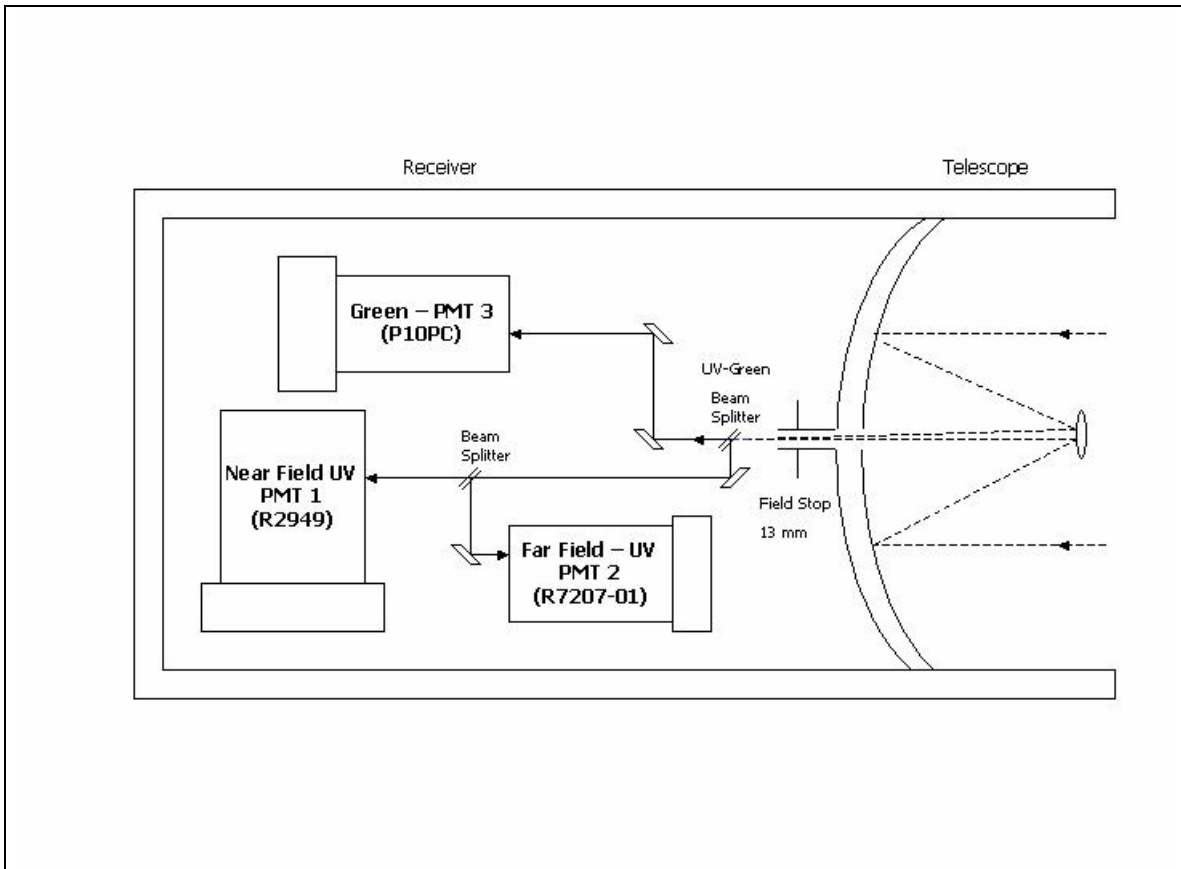 Receiver
Telescope
Green – PMT 3
(P10PC)
UV-Green
Beam
Splitter
Beam
Splitter
Near Field UV
PMT 1
(R2949)
Field Stop
13 mm
Far Field – UV
PMT 2
(R7207-01)